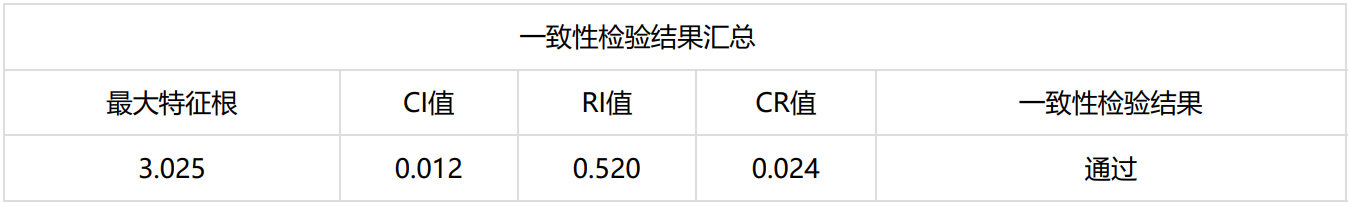 一致性检验结果汇总
最大特征根 CI值 RI值 CR值 一致性检验结果
3.025 0.012 0.520 0.024 通过